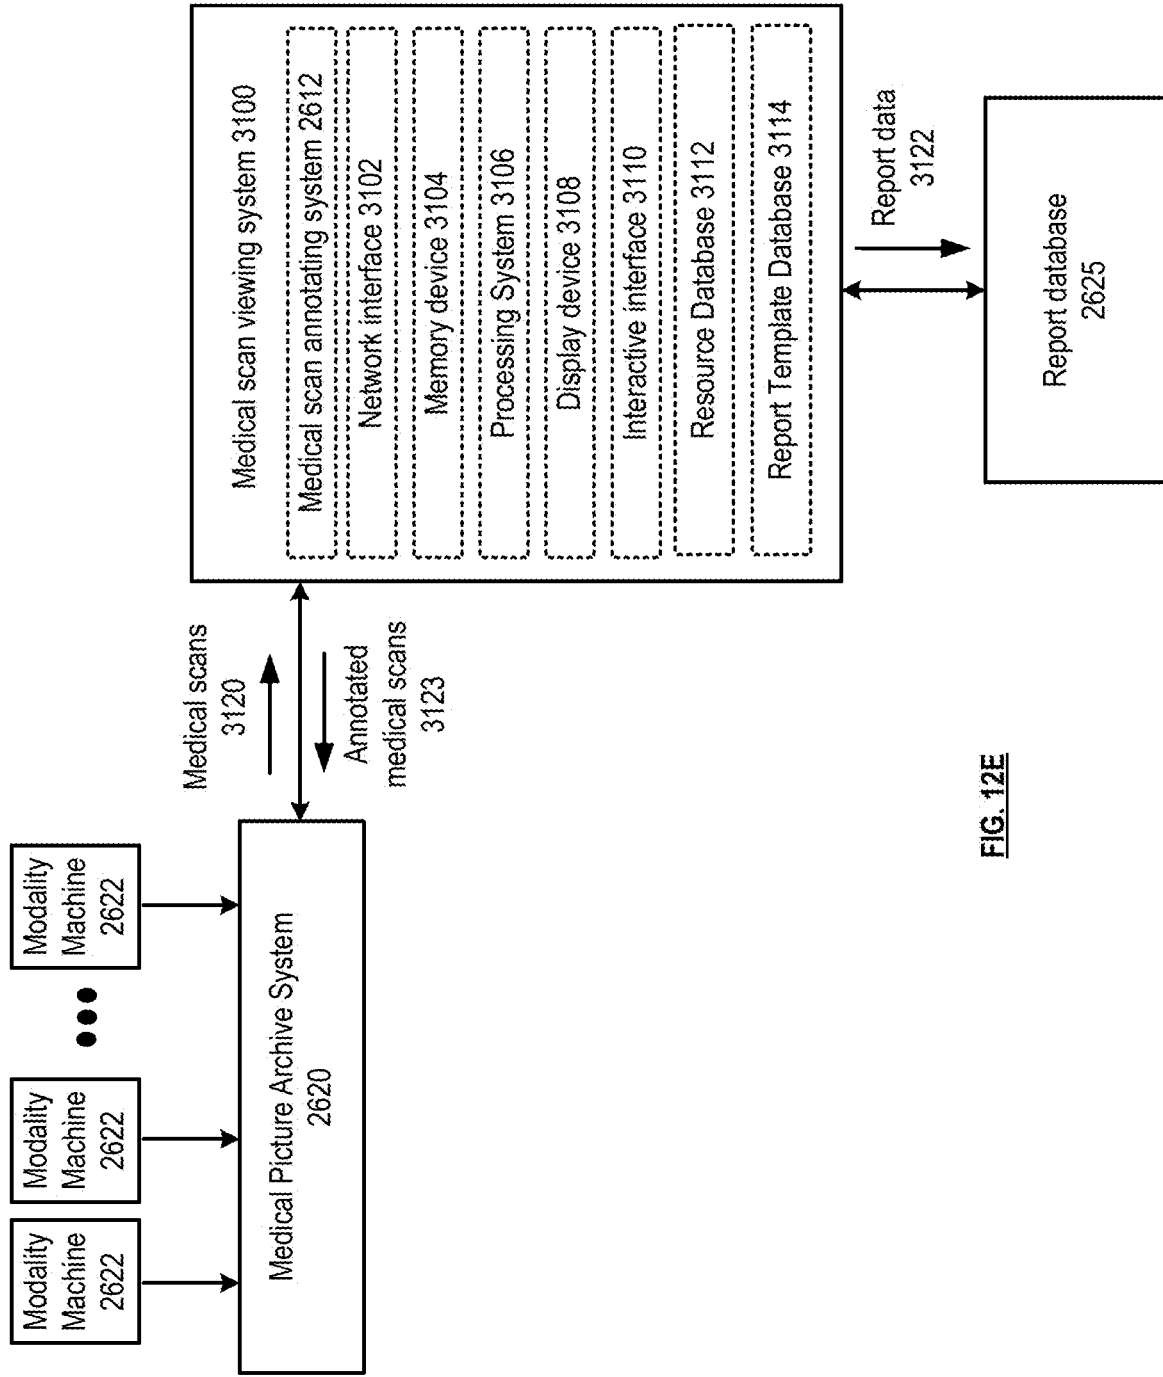 Modality
Machine
2622
Modality
Machine
2622
Modality
Machine
2622
Medical Picture Archive System
2620
Medical scans
3120
Annotated
medical scans
3123
Medical scan viewing system 3100
Medical scan annotating system 2612
Network interface 3102
Memory device 3104
Processing System 3106
Display device 3108
Interactive interface 3110
Resource Database 3112
Report Template Database 3114
Report data
3122
Report database
2625
FIG. 12E